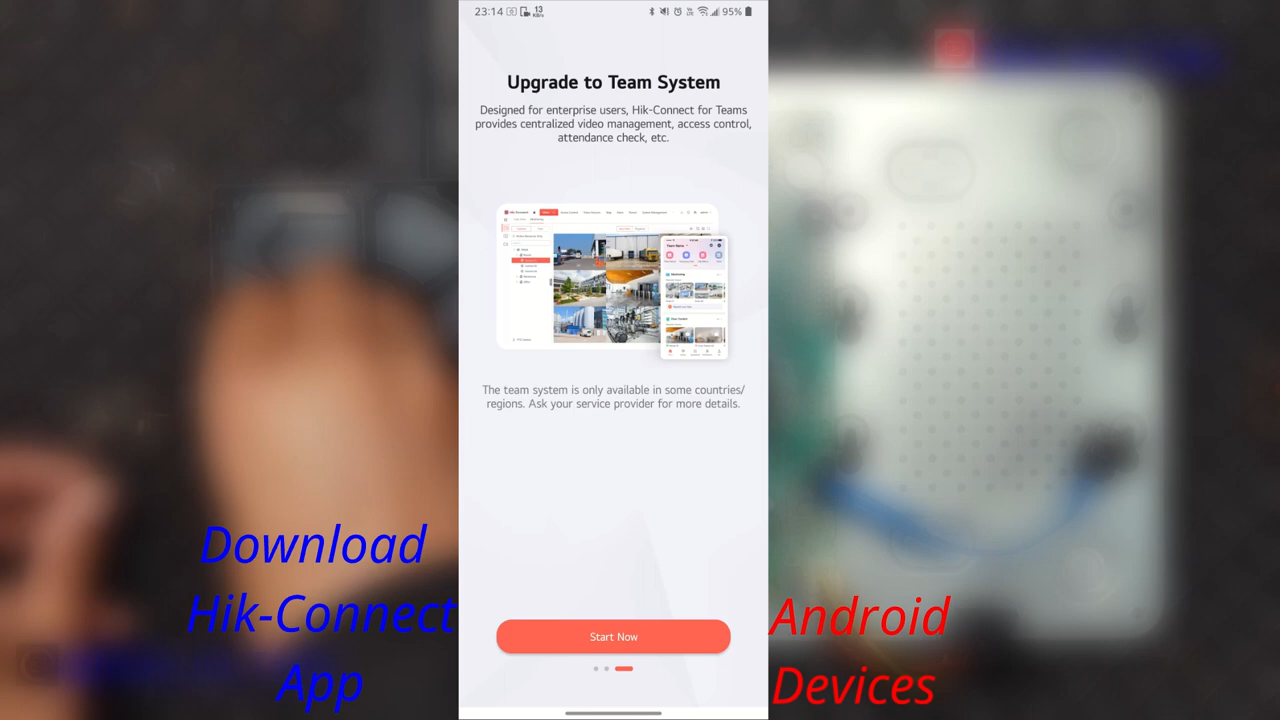 23:14
13
KB/s
95%
Upgrade to Team System
Designed for enterprise users, Hik-Connect for Teams
provides centralized video management, access control,
attendance check, etc.
The team system is only available in some countries/
regions. Ask your service provider for more details.
Start Now
Download
Hik-Connect
App
Android
Devices